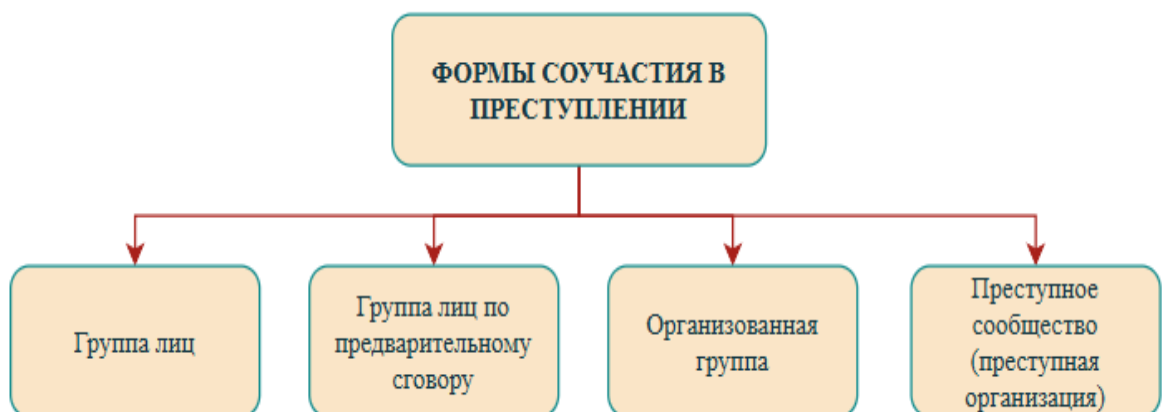 ФОРМЫ СОУЧАСТИЯ В
ПРЕСТУПЛЕНИИ
Группа лиц
Группа лиц по
предварительному
сговору
Организованная
группа
Преступное
сообщество
(преступная
организация)